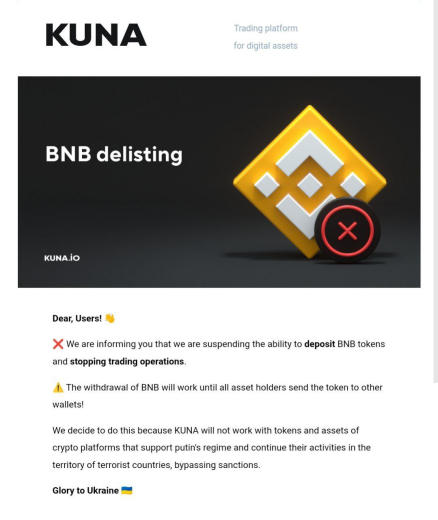 KUNA
Trading platform
for digital assets
BNB delisting
KUNA.iO
Dear, Users! 👋
❌ We are informing you that we are suspending the ability to deposit BNB tokens
and stopping trading operations.
⚠️ The withdrawal of BNB will work until all asset holders send the token to other
wallets!
We decide to do this because KUNA will not work with tokens and assets of
crypto platforms that support putin's regime and continue their activities in the
territory of terrorist countries, bypassing sanctions.
Glory to Ukraine 🇺🇦